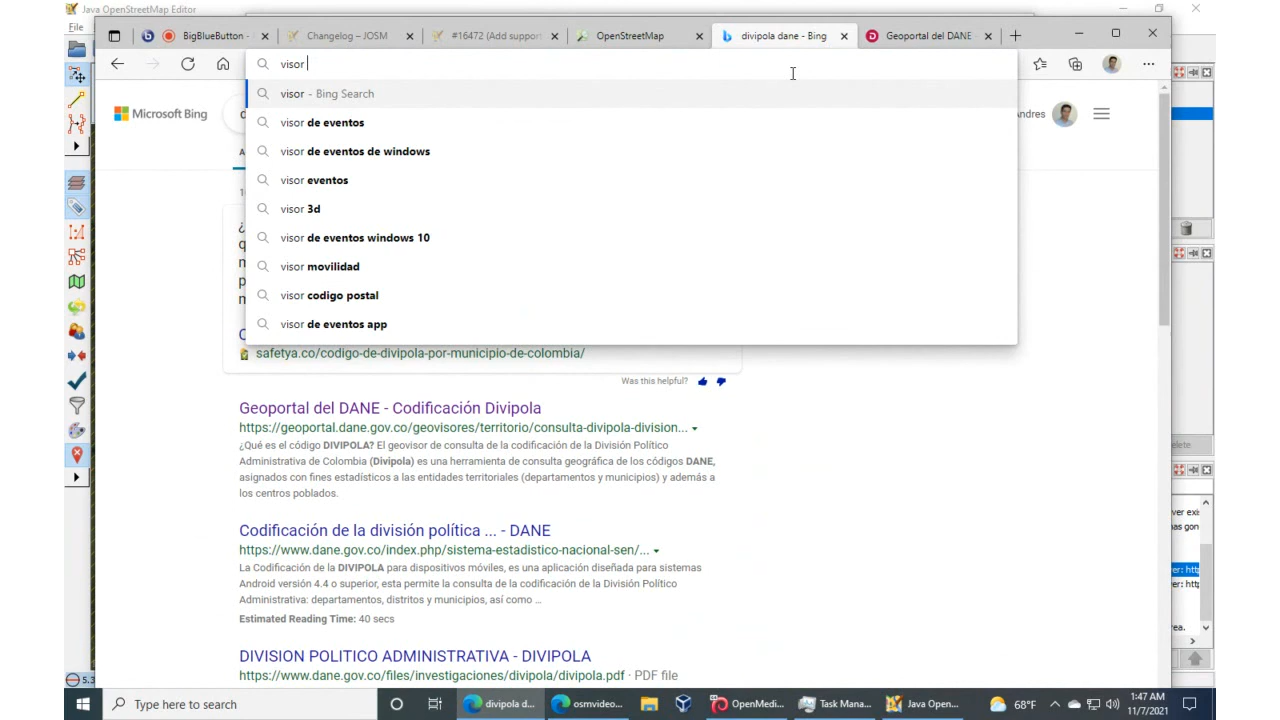 Java OpenStreetMap Editor
File
BigBlueButton -
Changelog – JOSM
#16472 (Add support
OpenStreetMap
divipola dane - Bing
Geoportal del DANE
visor
Microsoft Bing
visor - Bing Search
visor de eventos
visor de eventos de windows
visor eventos
visor 3d
visor de eventos windows 10
visor movilidad
visor codigo postal
visor de eventos app
safetya.co/codigo-de-divipola-por-municipio-de-colombia/
Was this helpful?
Geoportal del DANE - Codificación Divipola
https://geoportal.dane.gov.co/geovisores/territorio/consulta-divipola-division...
¿Qué es el código DIVIPOLA? El geovisor de consulta de la codificación de la División Político
Administrativa de Colombia (Divipola) es una herramienta de consulta geográfica de los códigos DANE,
asignados con fines estadísticos a las entidades territoriales (departamentos y municipios) y además a
los centros poblados.
Codificación de la división política ... - DANE
https://www.dane.gov.co/index.php/sistema-estadistico-nacional-sen/...
La Codificación de la DIVIPOLA para dispositivos móviles, es una aplicación diseñada para sistemas
Android versión 4.4 o superior, esta permite la consulta de la codificación de la División Político
Administrativa: departamentos, distritos y municipios, así como ...
Estimated Reading Time: 40 secs
DIVISION POLITICO ADMINISTRATIVA - DIVIPOLA
https://www.dane.gov.co/files/investigaciones/divipola/divipola.pdf · PDF file
5.3
Type here to search
divipola d...
osmvideo...
OpenMedi...
Task Mana...
Java Open...
68°F
1:47 AM
11/7/2021